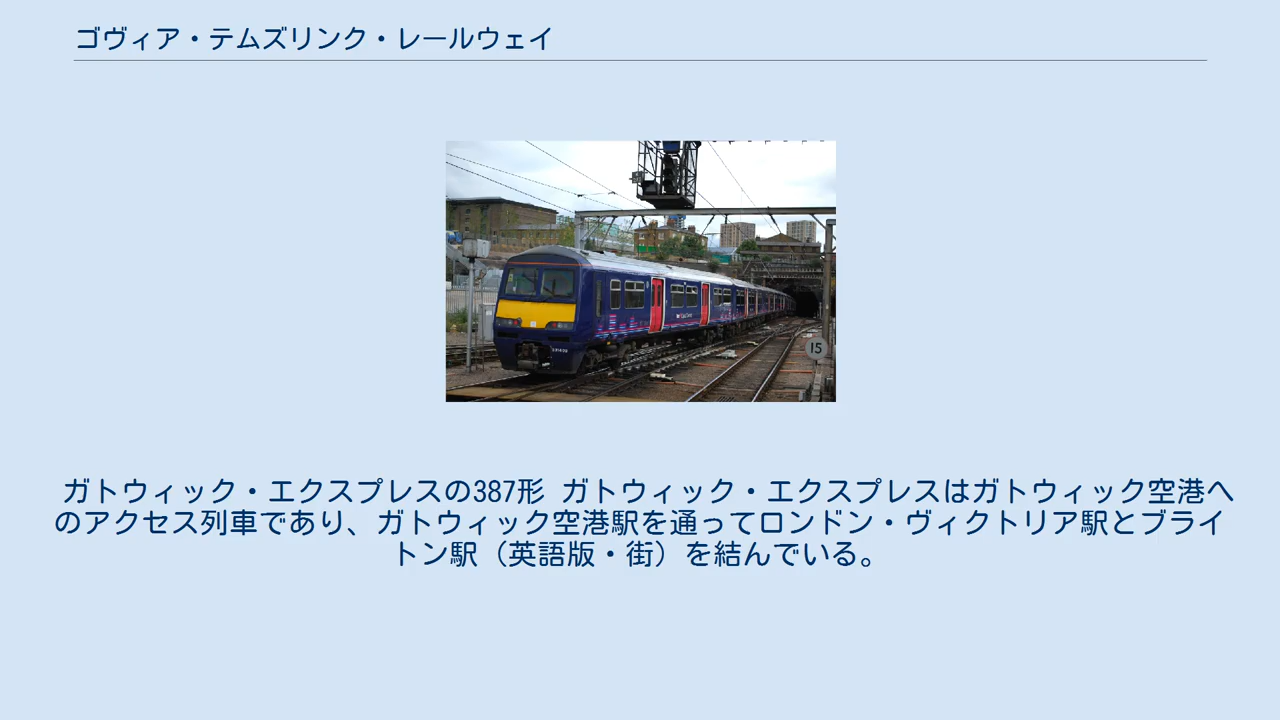 ゴヴィア・テムズリンク・レールウェイ
15
ガトウィック・エクスプレスの387形 ガトウィック・エクスプレスはガトウィック空港へ
のアクセス列車であり、ガトウィック空港駅を通ってロンドン・ヴィクトリア駅とブライ
トン駅（英語版・街）を結んでいる。